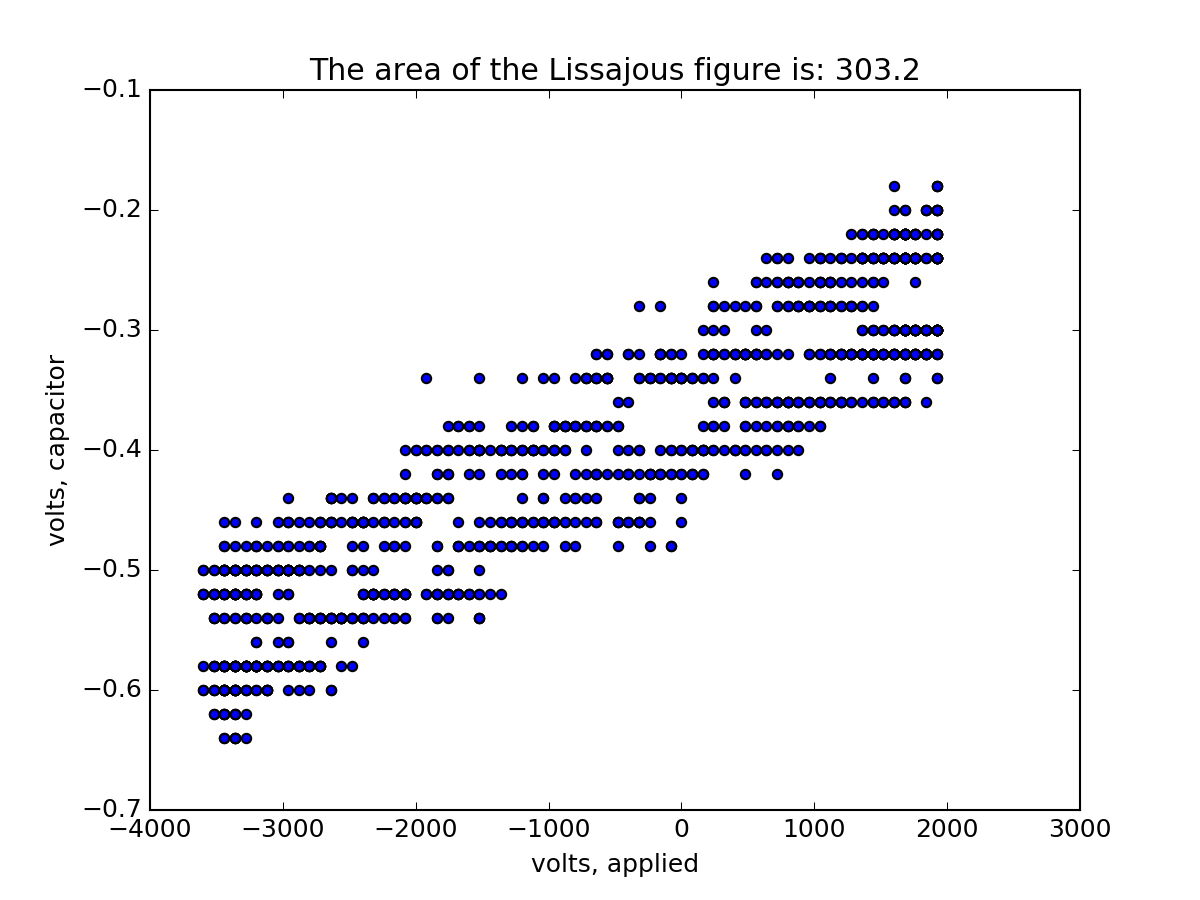 The area of the Lissajous figure is: 303.2
−0.1
−0.2
−0.3
−0.4
−0.5
−0.6
−0.7
volts, capacitor
−4000 −3000 −2000 −1000 0 1000 2000 3000
volts, applied